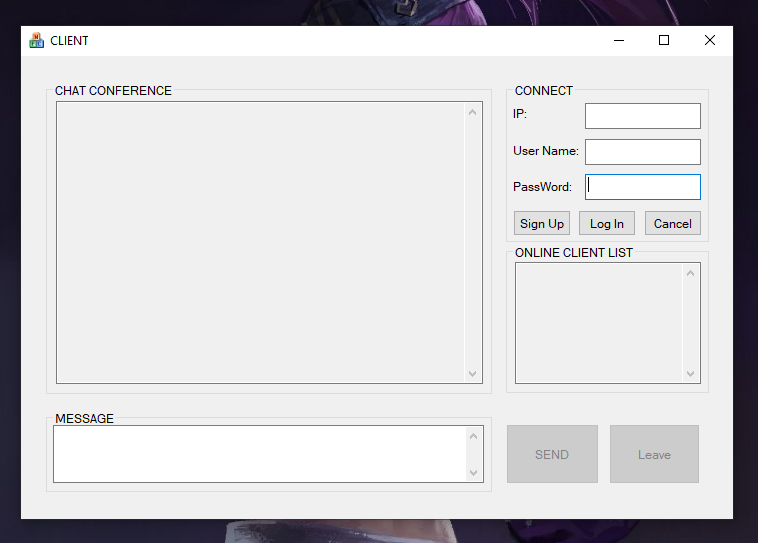 CLIENT
CHAT CONFERENCE
CONNECT
IP:
User Name:
PassWord:
Sign Up
Log In
Cancel
ONLINE CLIENT LIST
MESSAGE
SEND
Leave